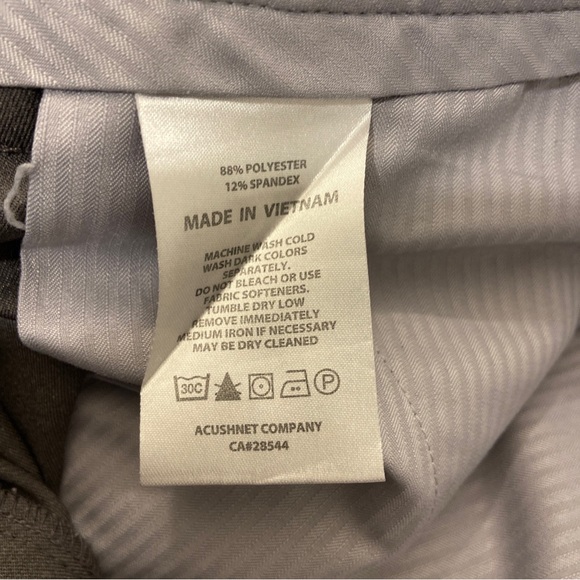 88% POLYESTER
12% SPANDEX
MADE IN VIETNAM
MACHINE WASH COLD
WASH DARK COLORS
SEPARATELY.
DO NOT BLEACH OR USE
FABRIC SOFTENERS.
TUMBLE DRY LOW
REMOVE IMMEDIATELY
MEDIUM IRON IF NECESSARY
MAY BE DRY CLEANED
30C P
ACUSHNET COMPANY
CA#28544